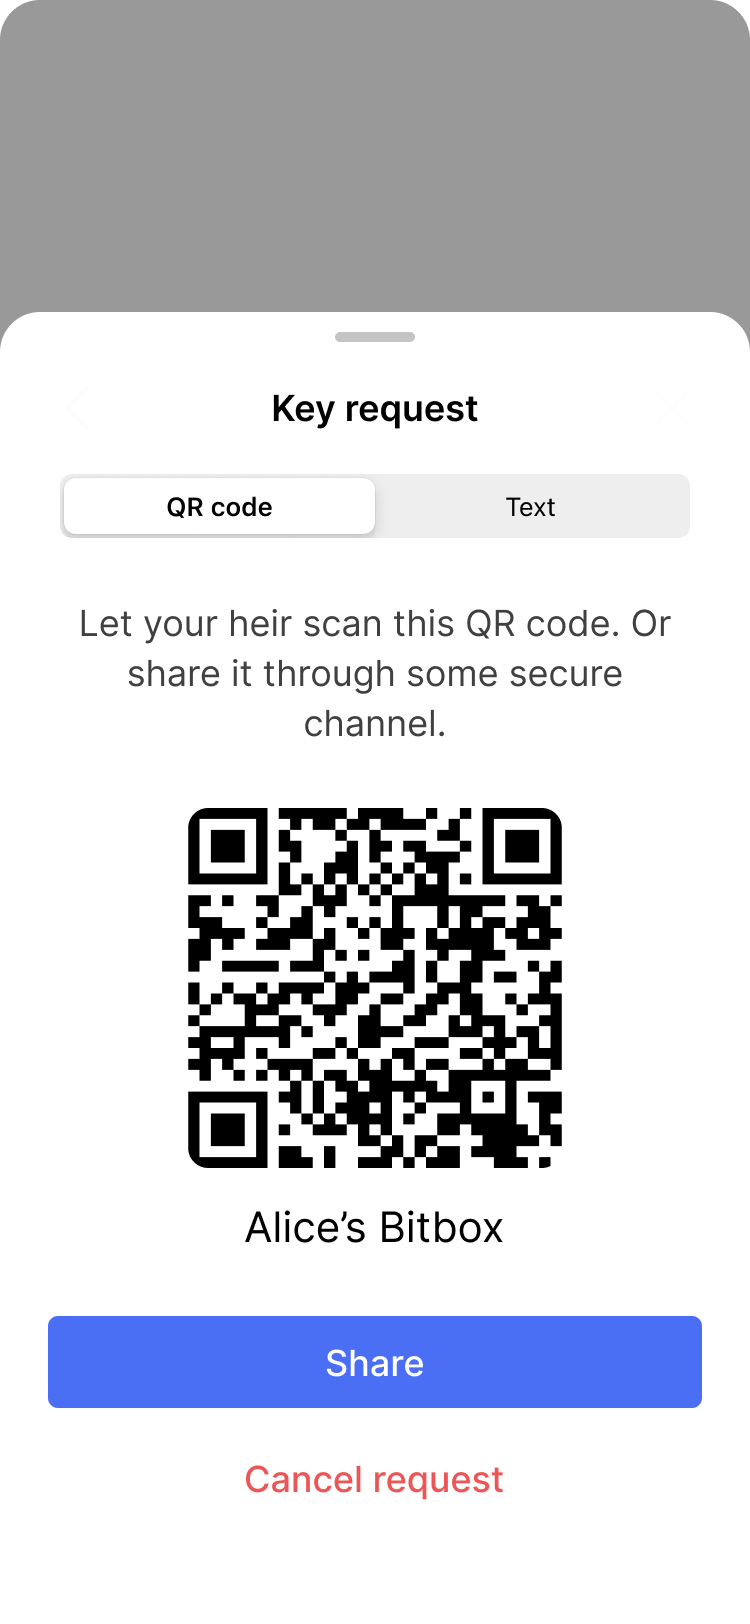 Key request
QR code
Text
Let your heir scan this QR code. Or
share it through some secure
channel.
Alice’s Bitbox
Share
Cancel request